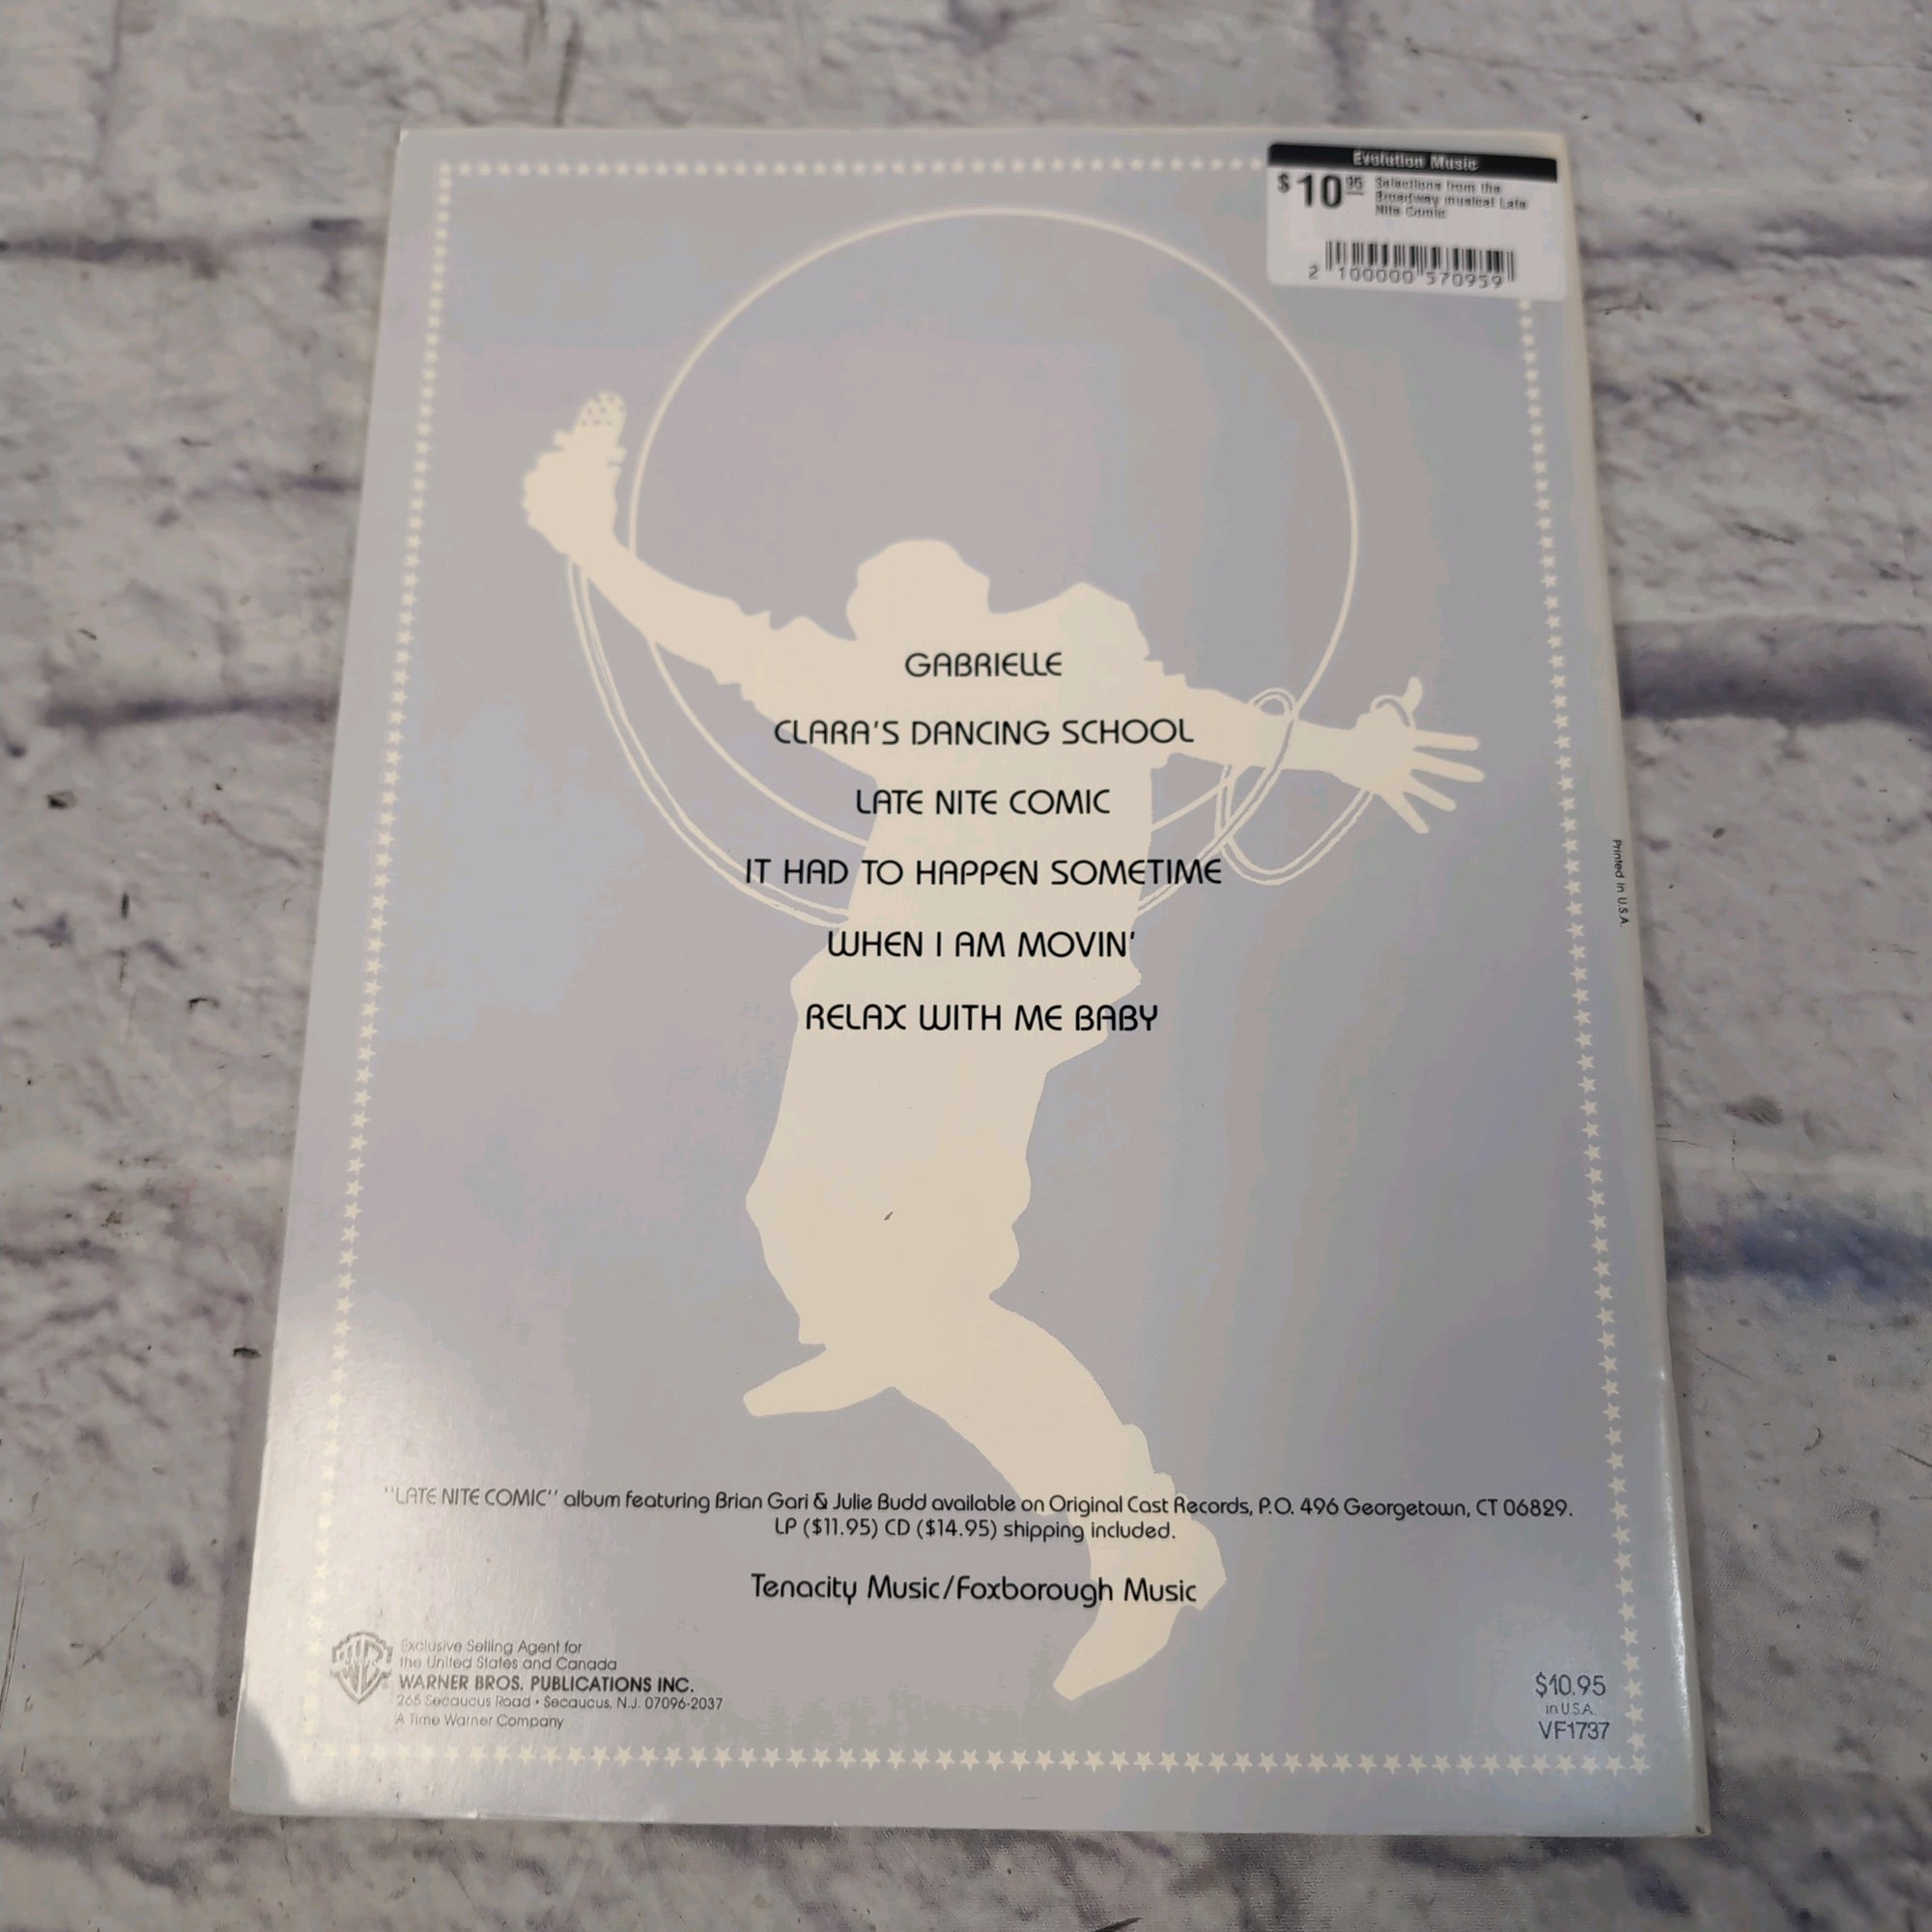 Evolution Music
$10 95 Selections from the
Broadway musical Late
Nite Comic
2 100000 570959
GABRIELLE
CLARA'S DANCING SCHOOL
LATE NITE COMIC
IT HAD TO HAPPEN SOMETIME
WHEN I AM MOVIN'
RELAX WITH ME BABY
Printed in U.S.A.
"LATE NITE COMIC" album featuring Brian Gari & Julie Budd available on Original Cast Records, P.O. 496 Georgetown, CT 06829.
LP ($11.95) CD ($14.95) shipping included.
Tenacity Music/Foxborough Music
WB
Exclusive Selling Agent for
the United States and Canada
WARNER BROS. PUBLICATIONS INC.
265 Secaucus Road • Secaucus, N.J. 07096-2037
A Time Warner Company
$10.95
in U.S.A.
VF1737